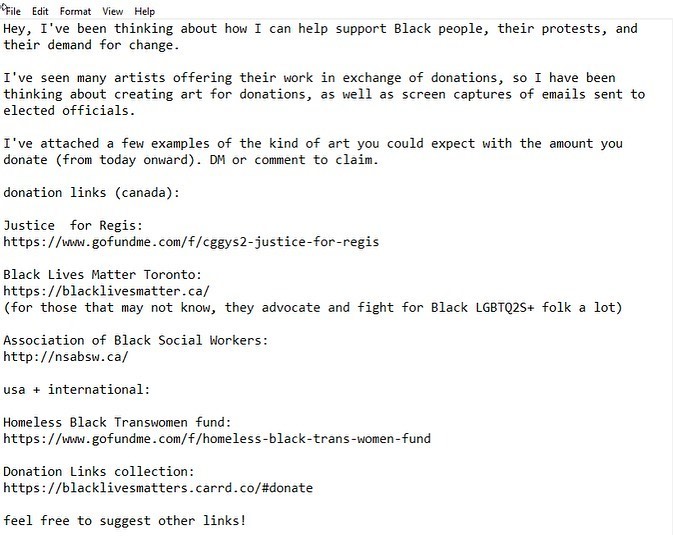 File Edit Format View Help
Hey, I've been thinking about how I can help support Black people, their protests, and
their demand for change.
I've seen many artists offering their work in exchange of donations, so I have been
thinking about creating art for donations, as well as screen captures of emails sent to
elected officials.
I've attached a few examples of the kind of art you could expect with the amount you
donate (from today onward). DM or comment to claim.
donation links (canada):
Justice  for Regis:
https://www.gofundme.com/f/cggys2-justice-for-regis
Black Lives Matter Toronto:
https://blacklivesmatter.ca/
(for those that may not know, they advocate and fight for Black LGBTQ2S+ folk a lot)
Association of Black Social Workers:
http://nsabsw.ca/
usa + international:
Homeless Black Transwomen fund:
https://www.gofundme.com/f/homeless-black-trans-women-fund
Donation Links collection:
https://blacklivesmatters.carrd.co/#donate
feel free to suggest other links!